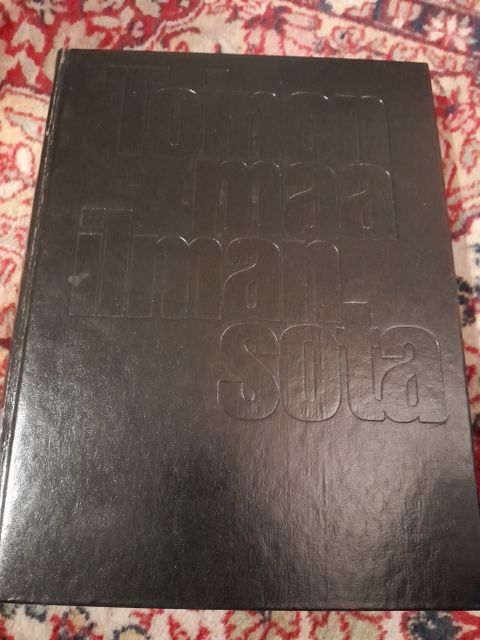 Toinen
maa
ilman
sota